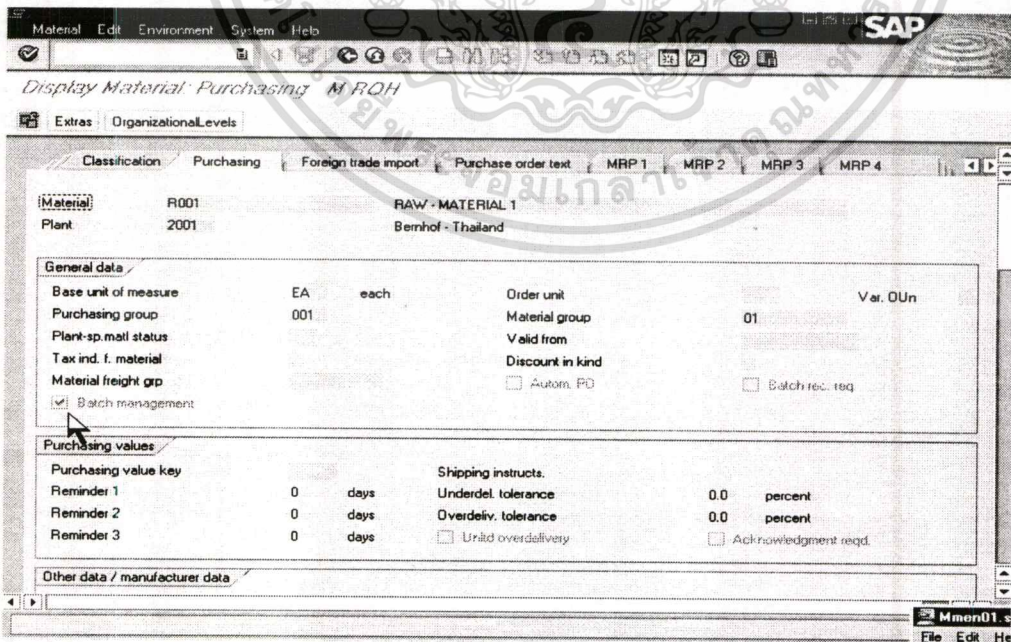 Material Edit Environment System Help
SAP
Display Material: Purchasing M ROH
Extras OrganizationalLevels
Classification Purchasing Foreign trade import Purchase order text MRP 1 MRP 2 MRP 3 MRP 4
Material R001 RAW - MATERIAL 1
Plant 2001 Bernhof - Thailand
General data
Base unit of measure EA each Order unit Var. OUn
Purchasing group 001 Material group 01
Plant-sp.matl status Valid from
Tax ind. f. material Discount in kind
Material freight grp Autom. PO Batch rec. req
Batch management
Purchasing values
Purchasing value key Shipping instructs.
Reminder 1 0 days Underdel. tolerance 0.0 percent
Reminder 2 0 days Overdeliv. tolerance 0.0 percent
Reminder 3 0 days Unltd overdelivery Acknowledgment reqd.
Other data / manufacturer data
Mmen01.s
File Edit He